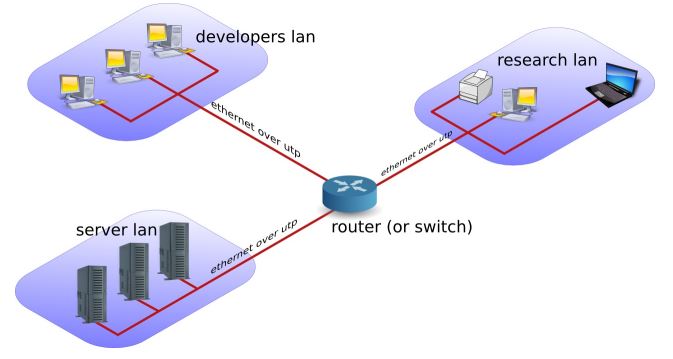 developers lan
research lan
ethernet over utp
ethernet over utp
server lan
ethernet over utp
router (or switch)